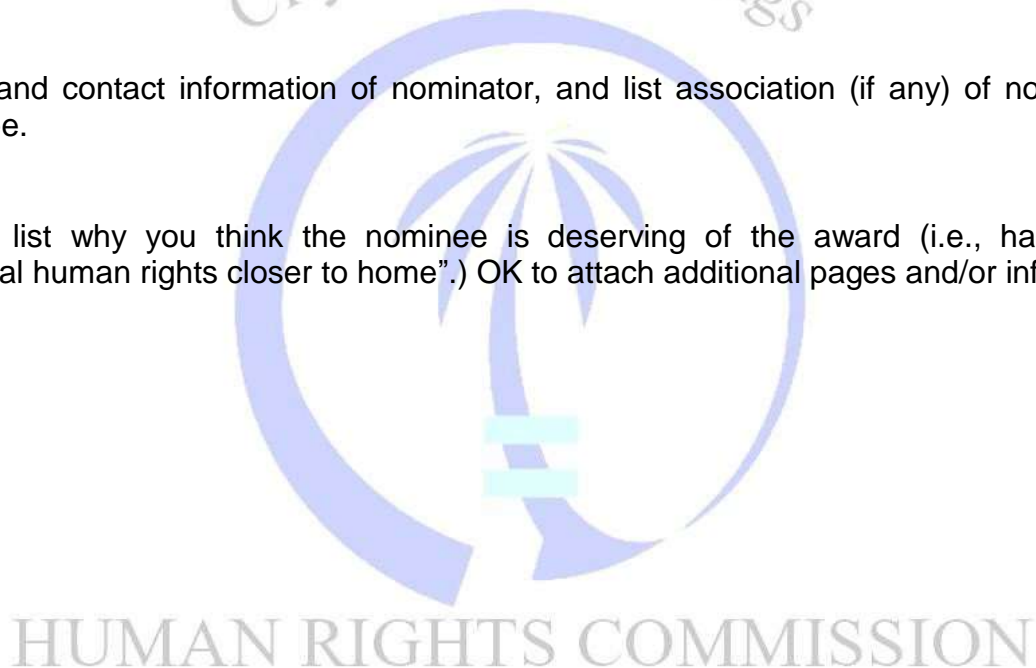 and contact information of nominator, and list association (if any) of no
e.
list why you think the nominee is deserving of the award (i.e., ha
al human rights closer to home”.) OK to attach additional pages and/or inf
HUMAN RIGHTS COMMISSION